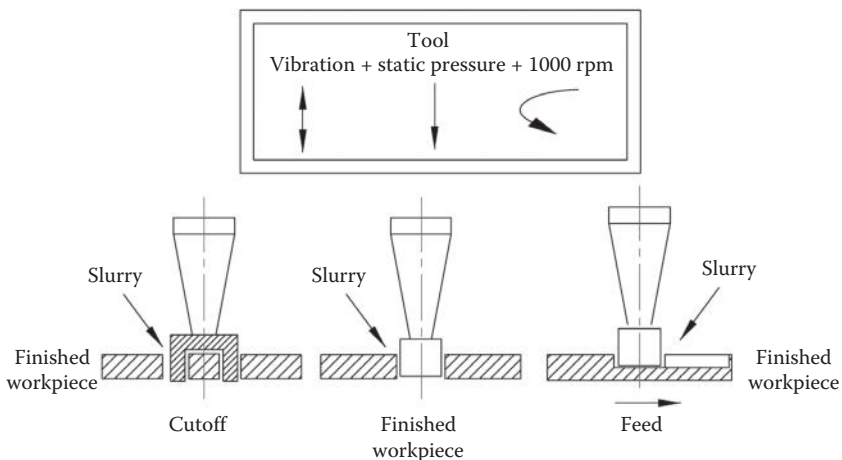 Tool
Vibration + static pressure + 1000 rpm
Slurry
Slurry
Slurry
Finished
workpiece
Finished
workpiece
Cutoff
Finished
workpiece
Feed